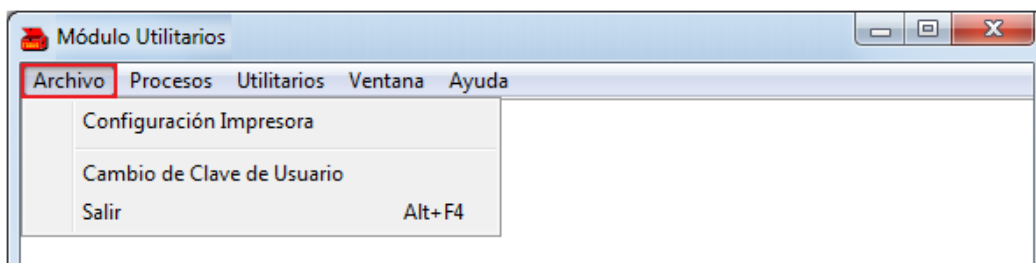 Módulo Utilitarios
Archivo Procesos Utilitarios Ventana Ayuda
Configuración Impresora
Cambio de Clave de Usuario
Salir Alt+F4